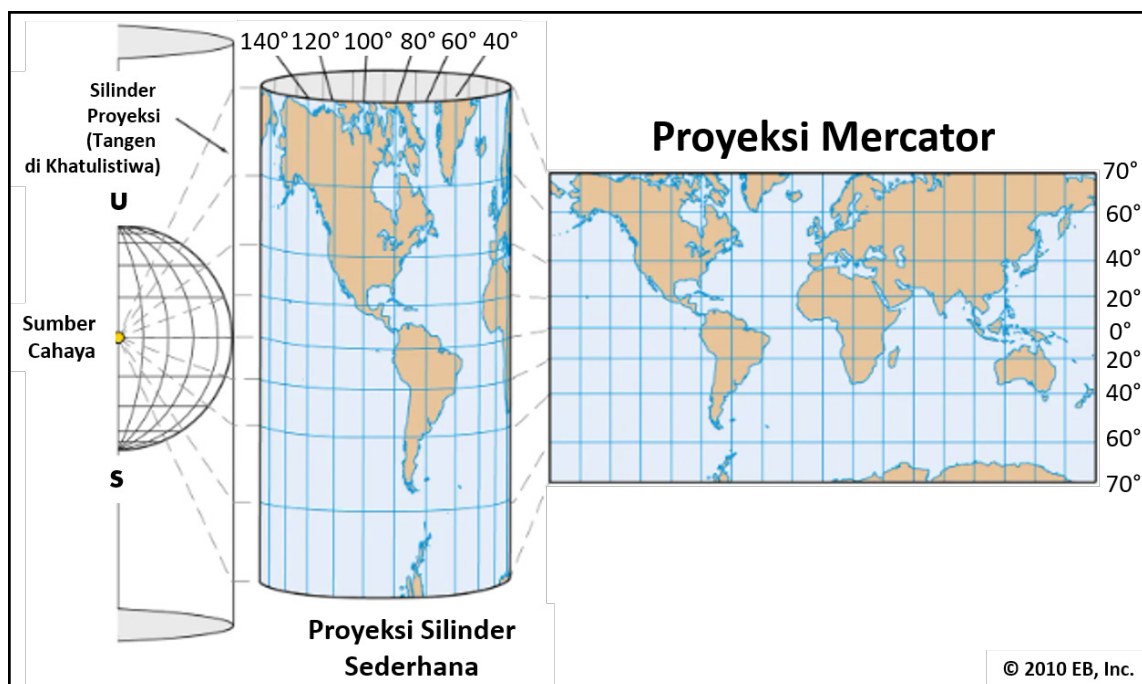 140° 120° 100° 80° 60° 40°
Silinder
Proyeksi
(Tangen
di Khatulistiwa)
U
Sumber
Cahaya
S
Proyeksi Silinder
Sederhana
Proyeksi Mercator
70°
60°
40°
20°
0°
20°
40°
60°
70°
© 2010 EB, Inc.